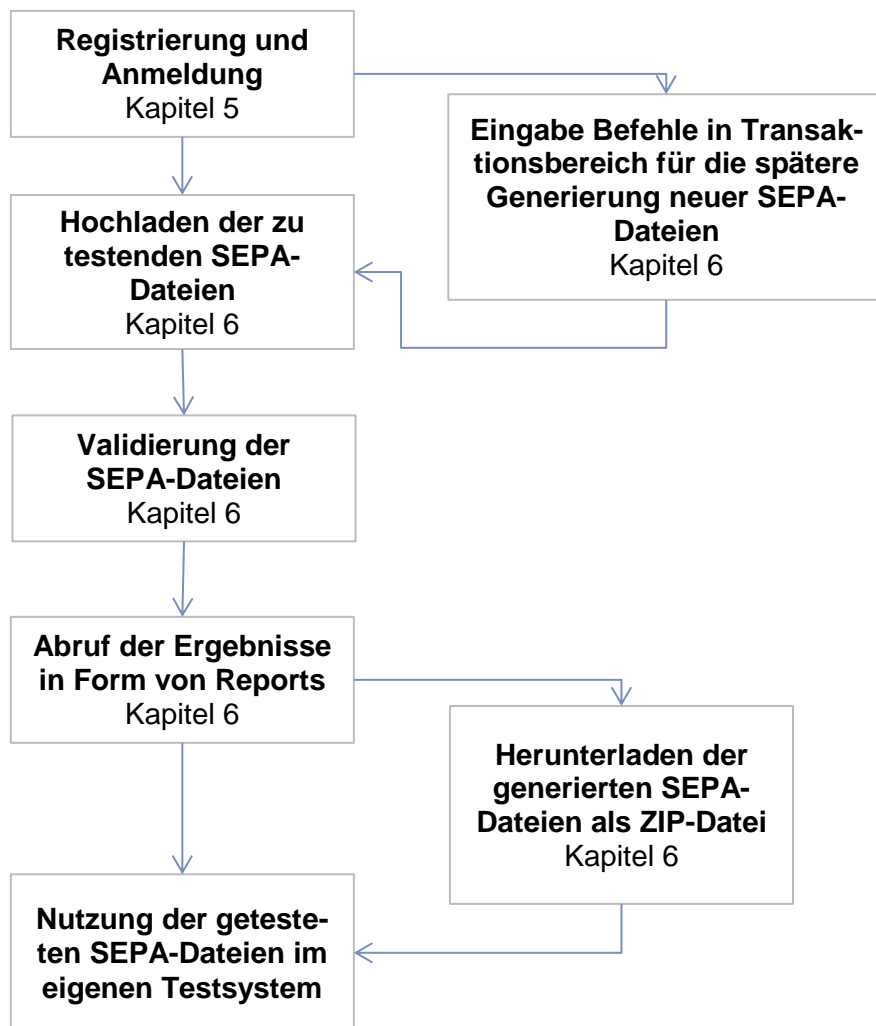 Registrierung und
Anmeldung
Kapitel 5
Eingabe Befehle in Transak-
tionsbereich für die spätere
Generierung neuer SEPA-
Dateien
Kapitel 6
Hochladen der zu
testenden SEPA-
Dateien
Kapitel 6
Validierung der
SEPA-Dateien
Kapitel 6
Abruf der Ergebnisse
in Form von Reports
Kapitel 6
Herunterladen der
generierten SEPA-
Dateien als ZIP-Datei
Kapitel 6
Nutzung der geteste-
ten SEPA-Dateien im
eigenen Testsystem